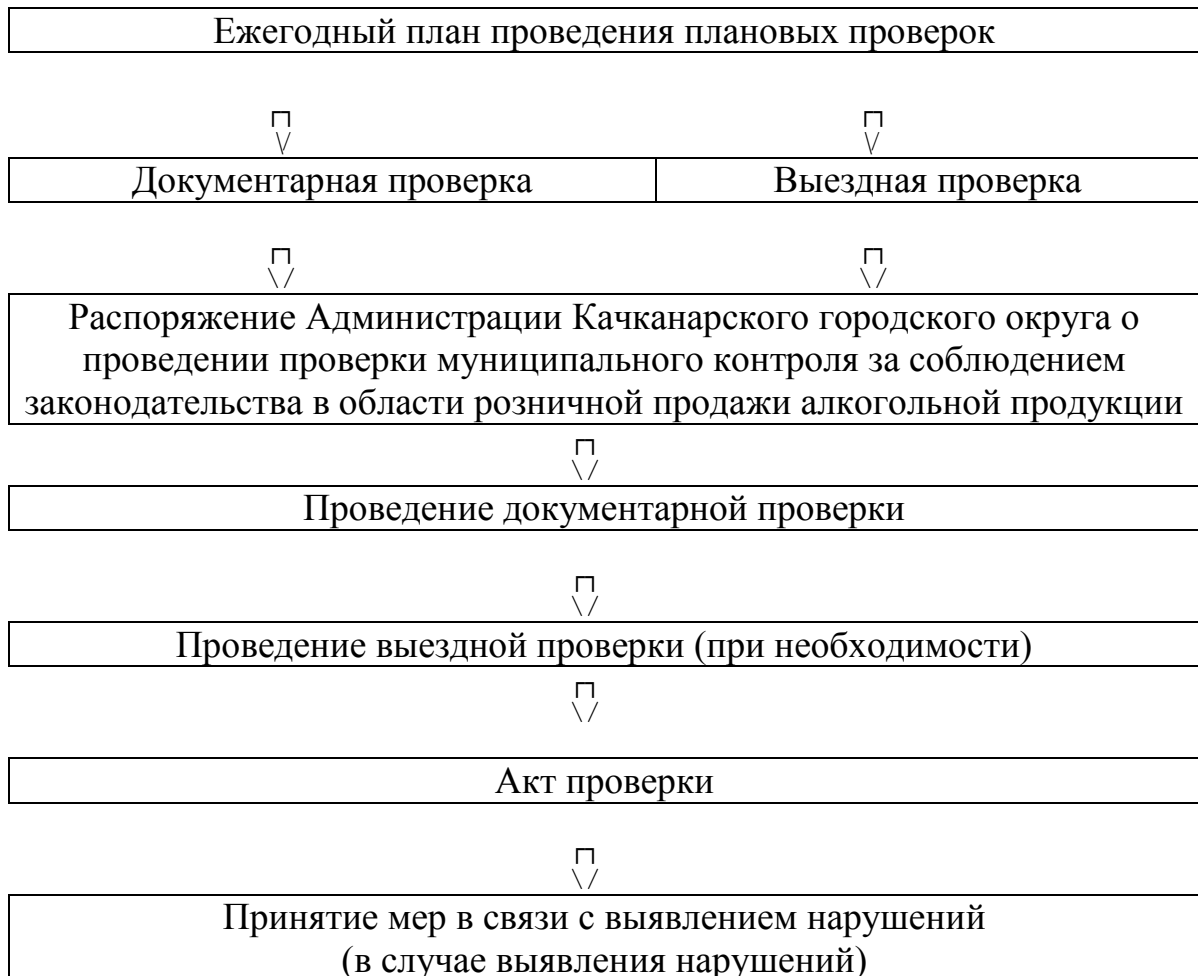 Ежегодный план проведения плановых проверок
Документарная проверка
Выездная проверка
Распоряжение Администрации Качканарского городского округа о
проведении проверки муниципального контроля за соблюдением
законодательства в области розничной продажи алкогольной продукции
Проведение документарной проверки
Проведение выездной проверки (при необходимости)
Акт проверки
Принятие мер в связи с выявлением нарушений
(в случае выявления нарушений)